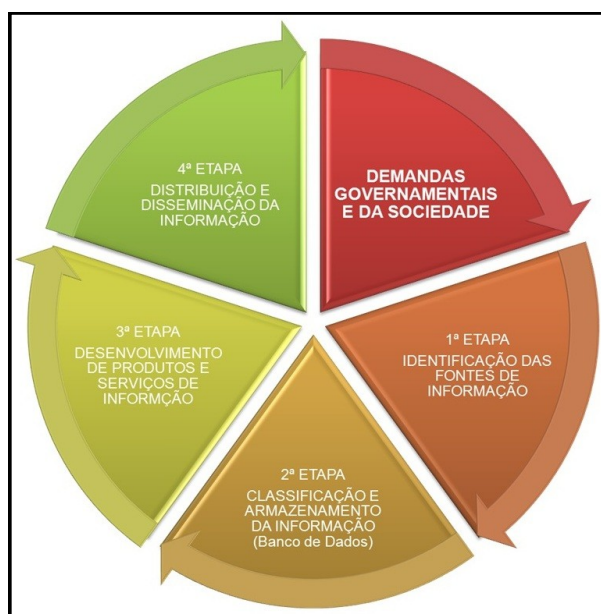 DEMANDAS
GOVERNAMENTAIS
E DA SOCIEDADE
1ª ETAPA
IDENTIFICAÇÃO DAS
FONTES DE
INFORMAÇÃO
2ª ETAPA
CLASSIFICAÇÃO E
ARMAZENAMENTO
DA INFORMAÇÃO
(Banco de Dados)
3ª ETAPA
DESENVOLVIMENTO
DE PRODUTOS E
SERVIÇOS DE
INFORMÇÃO
4ª ETAPA
DISTRIBUIÇÃO E
DISSEMINAÇÃO DA
INFORMAÇÃO